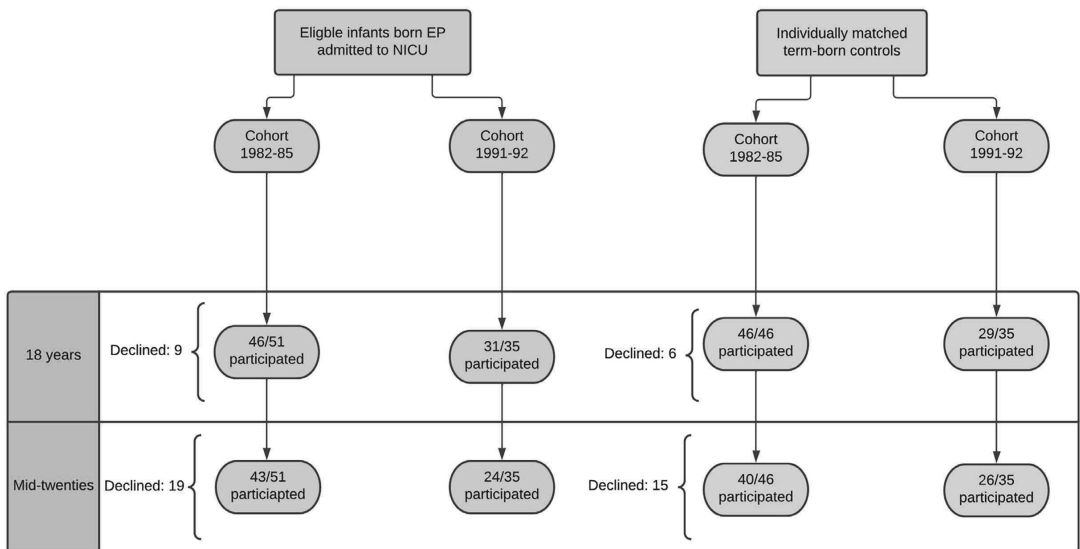 Eligble infants born EP
admitted to NICU
Individually matched
term-born controls
Cohort
1982-85
Cohort
1991-92
Cohort
1982-85
Cohort
1991-92
18 years
Declined: 9
46/51
participated
31/35
participated
Declined: 6
46/46
participated
29/35
participated
Mid-twenties
Declined: 19
43/51
particiapted
24/35
participated
Declined: 15
40/46
participated
26/35
participated